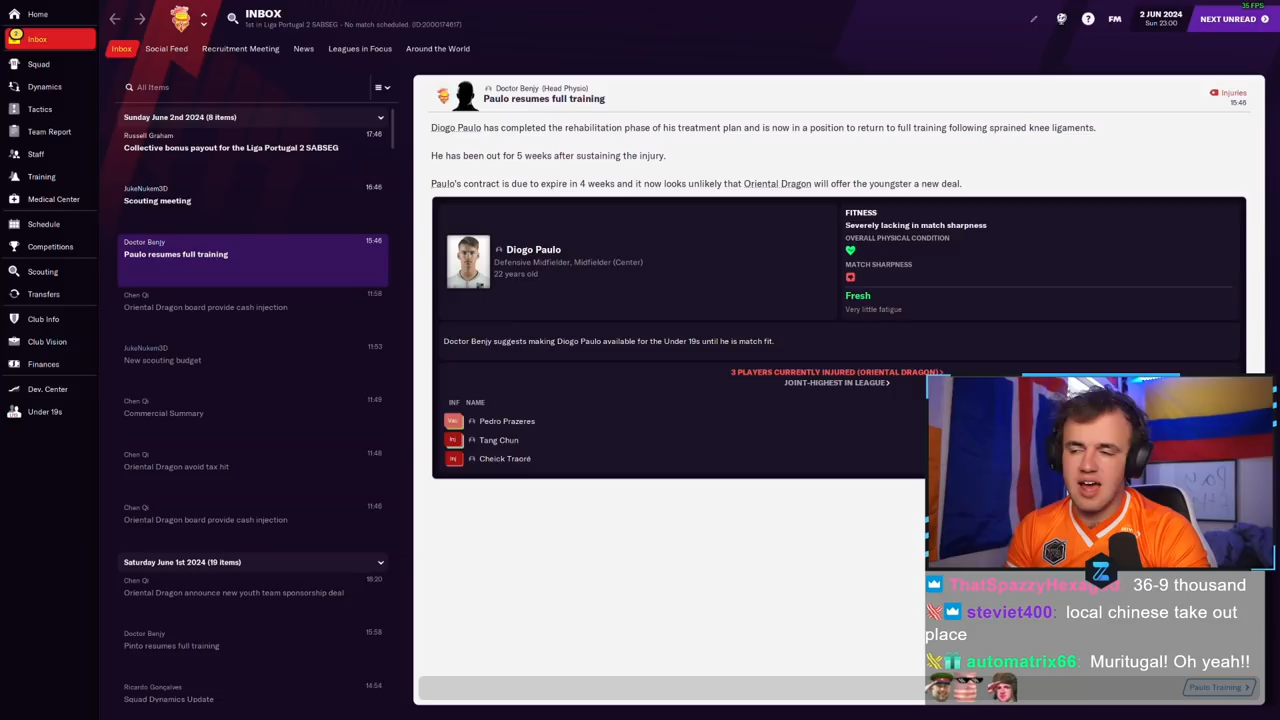 35 FPS
Home
2
Inbox
Squad
Dynamics
Tactics
Team Report
Staff
Training
Medical Center
Schedule
Competitions
Scouting
Transfers
Club Info
Club Vision
Finances
Dev. Center
Under 19s
INBOX
1st in Liga Portugal 2 SABSEG - No match scheduled. (ID:2000174617)
FM
2 JUN 2024
Sun 23:00
NEXT UNREAD
Inbox
Social Feed
Recruitment Meeting
News
Leagues in Focus
Around the World
All Items
Sunday June 2nd 2024 (8 items)
Russell Graham 17:46
Collective bonus payout for the Liga Portugal 2 SABSEG
JukeNukem3D 16:46
Scouting meeting
Doctor Benjy 15:46
Paulo resumes full training
Chen Qi 11:58
Oriental Dragon board provide cash injection
JukeNukem3D 11:53
New scouting budget
Chen Qi 11:49
Commercial Summary
Chen Qi 11:48
Oriental Dragon avoid tax hit
Chen Qi 11:46
Oriental Dragon board provide cash injection
Saturday June 1st 2024 (19 items)
Chen Qi 18:20
Oriental Dragon announce new youth team sponsorship deal
Doctor Benjy 15:58
Pinto resumes full training
Ricardo Gonçalves 14:54
Squad Dynamics Update
Doctor Benjy (Head Physio)
Paulo resumes full training
Injuries
15:46
Diogo Paulo has completed the rehabilitation phase of his treatment plan and is now in a position to return to full training following sprained knee ligaments.
He has been out for 5 weeks after sustaining the injury.
Paulo's contract is due to expire in 4 weeks and it now looks unlikely that Oriental Dragon will offer the youngster a new deal.
Diogo Paulo
Defensive Midfielder, Midfielder (Center)
22 years old
FITNESS
Severely lacking in match sharpness
OVERALL PHYSICAL CONDITION
MATCH SHARPNESS
Fresh
Very little fatigue
Doctor Benjy suggests making Diogo Paulo available for the Under 19s until he is match fit.
3 PLAYERS CURRENTLY INJURED (ORIENTAL DRAGON)
JOINT-HIGHEST IN LEAGUE
INF NAME
Pedro Prazeres
Inj Tang Chun
Inj Cheick Traoré
ThatSpazzyHexaged 36-9 thousand
steviet400: local chinese take out
place
automatrix66: Muritugal! Oh yeah!!
Paulo Training